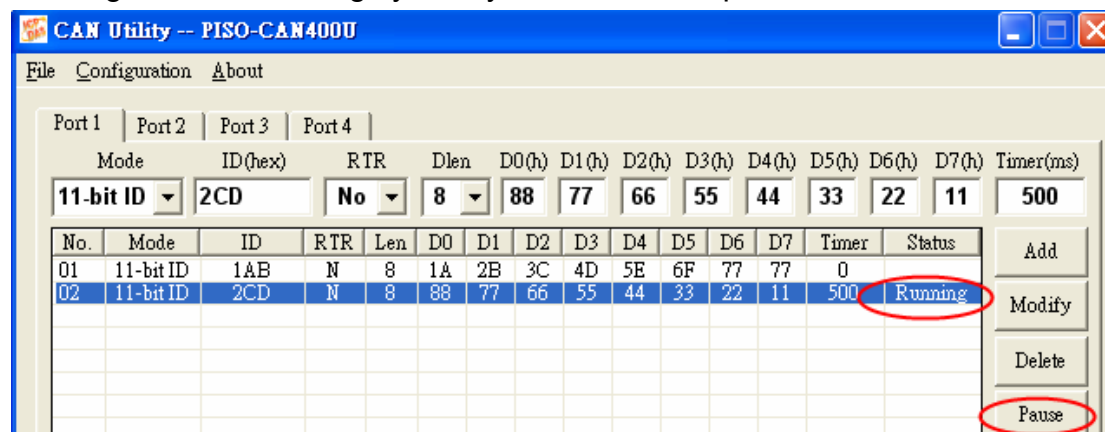 CAN Utility -- PISO-CAN400U
File Configuration About
Port 1 Port 2 Port 3 Port 4
Mode ID(hex) RTR Dlen D0(h) D1(h) D2(h) D3(h) D4(h) D5(h) D6(h) D7(h) Timer(ms)
11-bit ID 2CD No 8 88 77 66 55 44 33 22 11 500
No. Mode ID RTR Len D0 D1 D2 D3 D4 D5 D6 D7 Timer Status
01 11-bit ID 1AB N 8 1A 2B 3C 4D 5E 6F 77 77 0
02 11-bit ID 2CD N 8 88 77 66 55 44 33 22 11 500 Running
Add
Modify
Delete
Pause